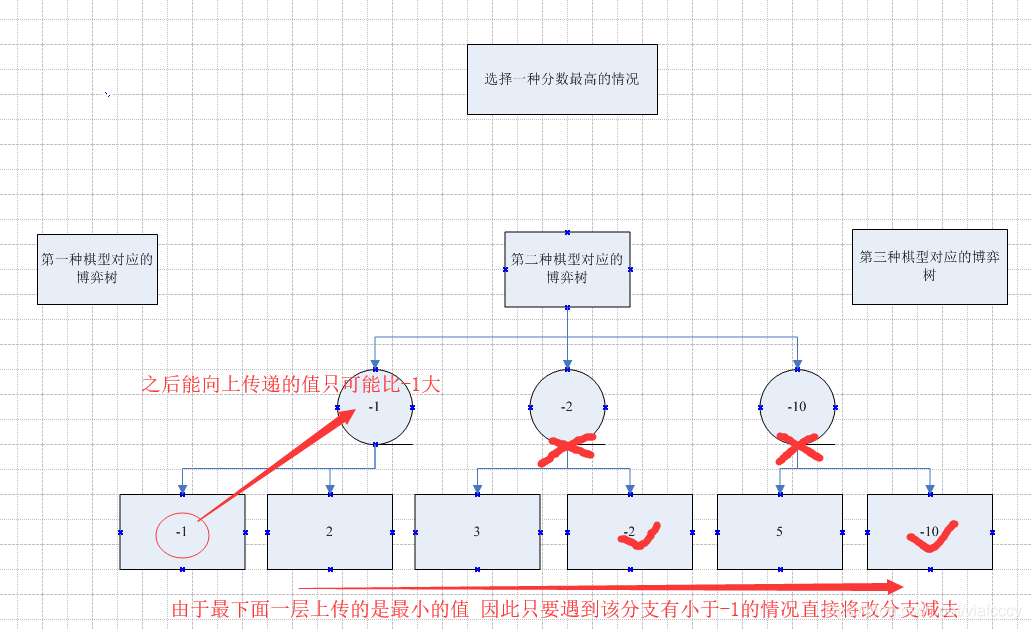 选择一种分数最高的情况
第一种棋型对应的
博弈树
第二种棋型对应的
博弈树
第三种棋型对应的博弈
树
之后能向上传递的值只可能比-1大
-1
-2
-10
-1
2
3
-2
5
-10
由于最下面一层上传的是最小的值 因此只要遇到该分支有小于-1的情况直接将改分支减去